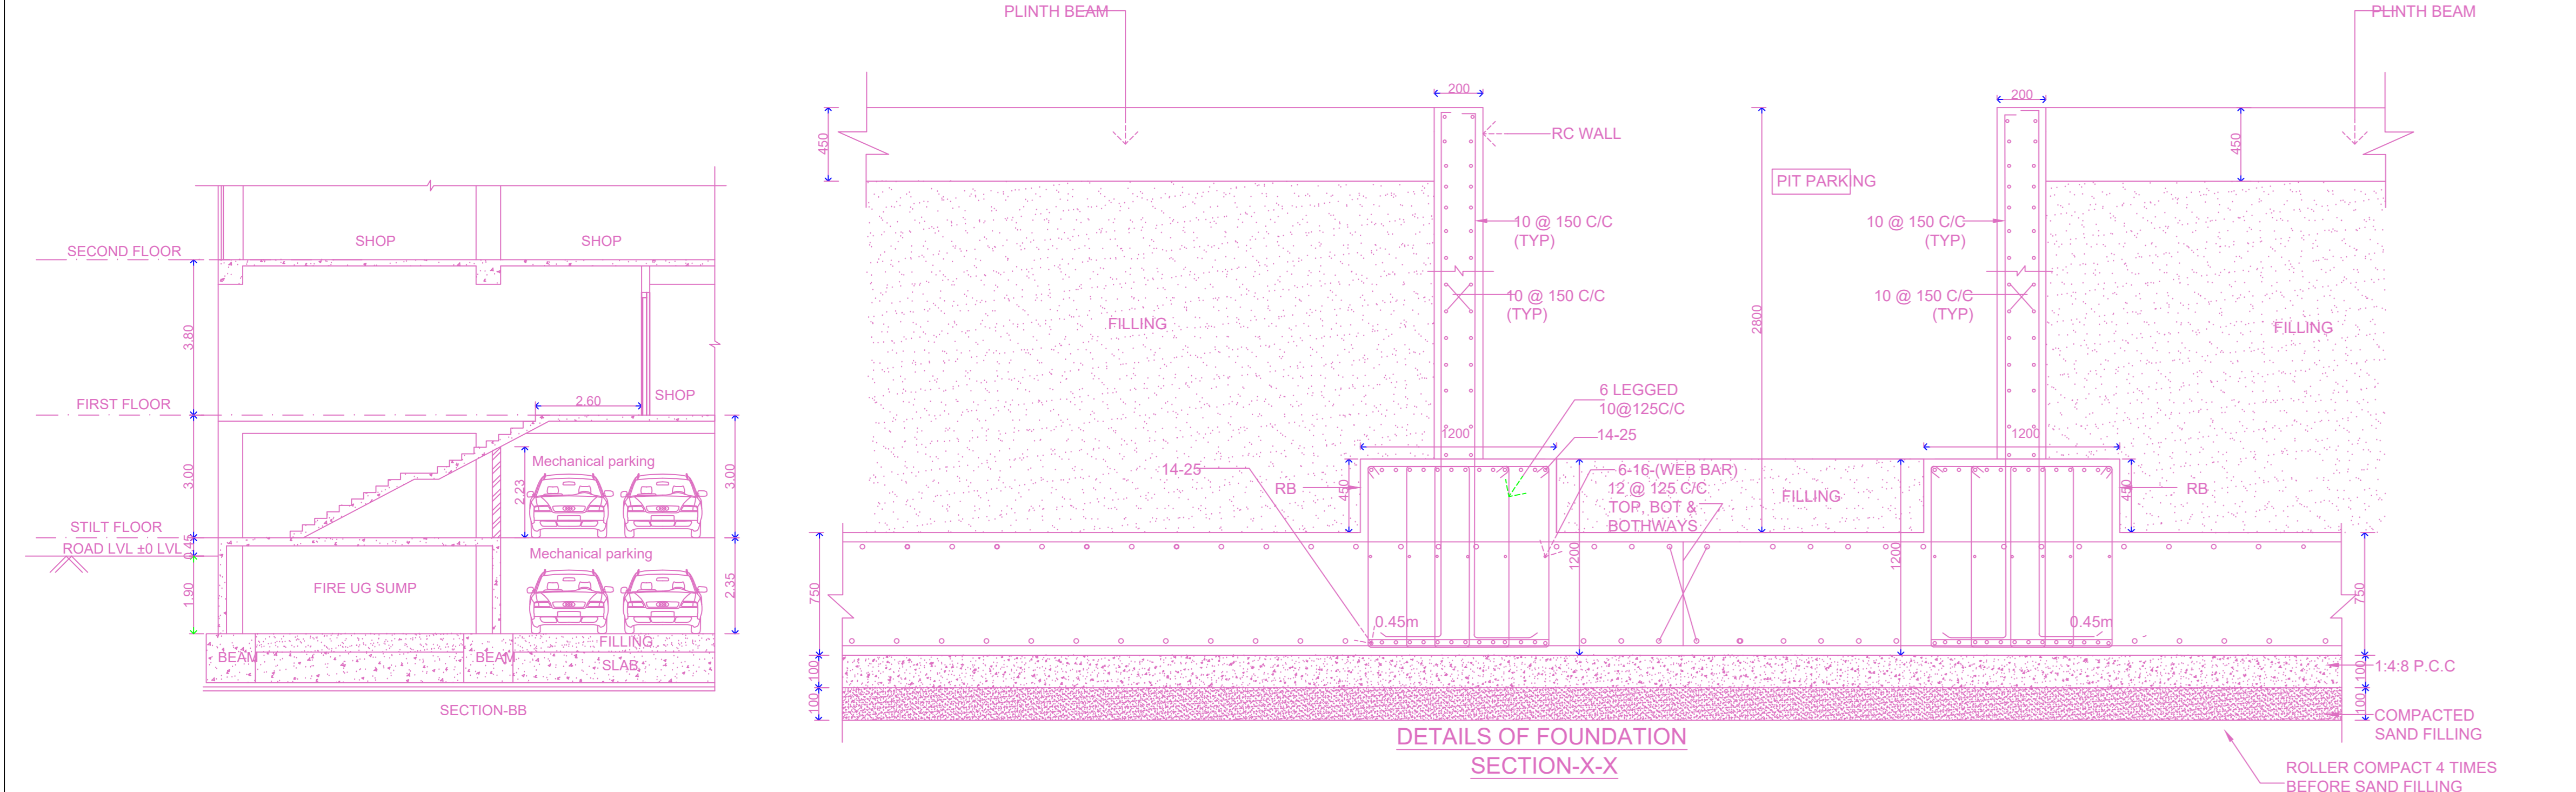 SECOND FLOOR
SHOP
SHOP
3.80
FIRST FLOOR
2.60
SHOP
3.00
Mechanical parking
2.23
3.00
STILT FLOOR
ROAD LVL ±0 LVL
0.45
Mechanical parking
1.90
FIRE UG SUMP
2.35
FILLING
BEAM
BEAM
SLAB
SECTION-BB
PLINTH BEAM
PLINTH BEAM
200
200
450
RC WALL
450
PIT PARKING
10 @ 150 C/C
(TYP)
10 @ 150 C/C
(TYP)
10 @ 150 C/C
(TYP)
10 @ 150 C/C
(TYP)
FILLING
2800
FILLING
6 LEGGED
10@125C/C
1200
14-25
1200
14-25
6-16-(WEB BAR)
12 @ 125 C/C
TOP, BOT &
BOTHWAYS
RB
450
FILLING
450
RB
1200
1200
750
750
0.45m
0.45m
100
100
1:4:8 P.C.C
100
100
COMPACTED
SAND FILLING
DETAILS OF FOUNDATION
SECTION-X-X
ROLLER COMPACT 4 TIMES
BEFORE SAND FILLING